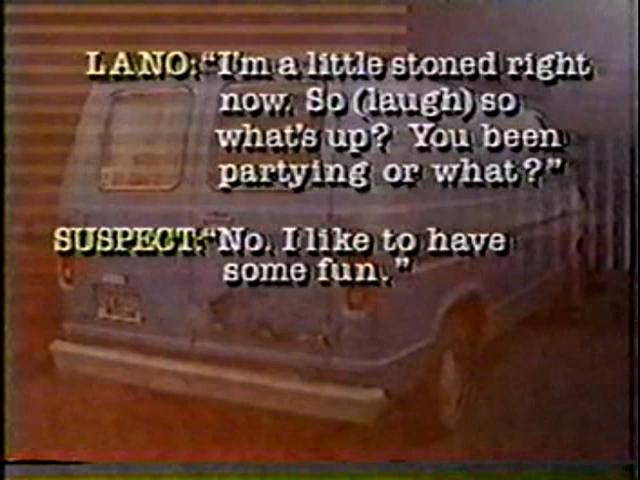 LANO: "I'm a little stoned right
now. So (laugh) so
what's up? You been
partying or what?"
SUSPECT: "No. I like to have
some fun."